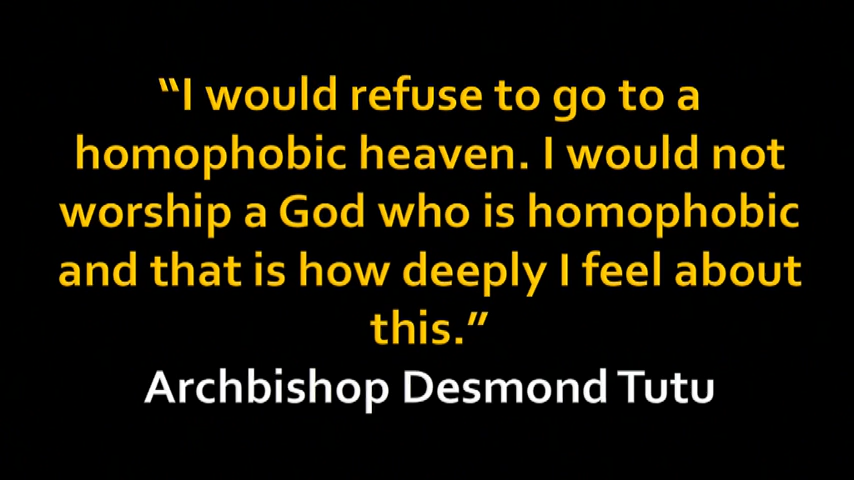 “I would refuse to go to a
homophobic heaven. I would not
worship a God who is homophobic
and that is how deeply I feel about
this.”
Archbishop Desmond Tutu